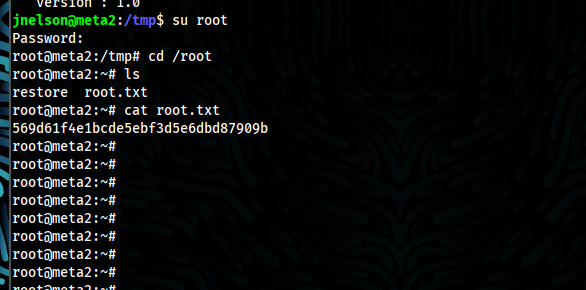 Version : 1.0
jnelson@meta2:/tmp$ su root
Password:
root@meta2:/tmp# cd /root
root@meta2:~# ls
restore  root.txt
root@meta2:~# cat root.txt
569d61f4e1bcde5ebf3d5e6dbd87909b
root@meta2:~#
root@meta2:~#
root@meta2:~#
root@meta2:~#
root@meta2:~#
root@meta2:~#
root@meta2:~#
root@meta2:~#
root@meta2:~#